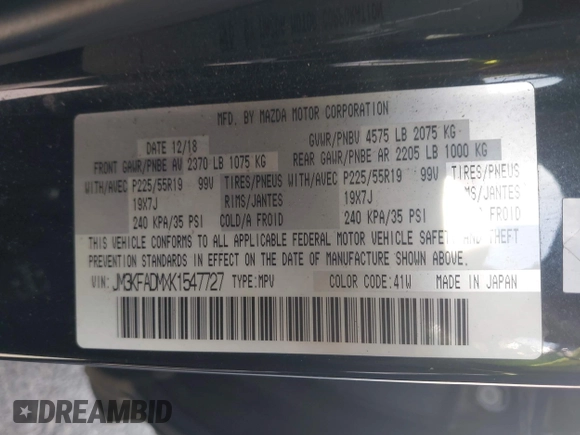 MFD. BY MAZDA MOTOR CORPORATION
DATE 12/18 GVWR/PNBV 4575 LB 2075 KG
FRONT GAWR/PNBE AV 2370 LB 1075 KG REAR GAWR/PNBE AR 2205 LB 1000 KG
WITH/AVEC P225/55R19 99V TIRES/PNEUS WITH/AVEC P225/55R19 99V TIRES/PNEUS
19X7J RIMS/JANTES 19X7J RIMS/JANTES
240 KPA/35 PSI COLD/A FROID 240 KPA/35 PSI COLD/A FROID
THIS VEHICLE CONFORMS TO ALL APPLICABLE FEDERAL MOTOR VEHICLE SAFETY AND THEFT
PREVENTION STANDARDS IN EFFECT ON THE DATE OF MANUFACTURE SHOWN ABOVE.
VIN: JM3KFADMXK1547727 TYPE:MPV COLOR CODE:41W MADE IN JAPAN
DREAMBID